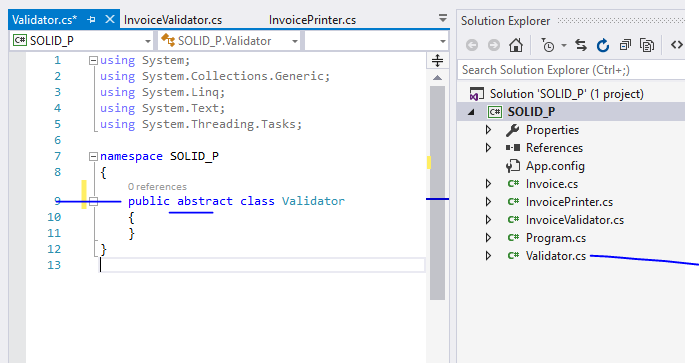 Validator.cs*
InvoiceValidator.cs
InvoicePrinter.cs
C# SOLID_P
SOLID_P.Validator
1 using System;
2 using System.Collections.Generic;
3 using System.Linq;
4 using System.Text;
5 using System.Threading.Tasks;
6
7 namespace SOLID_P
8 {
0 references
9 public abstract class Validator
10 {
11 }
12 }
13
Solution Explorer
Search Solution Explorer (Ctrl+;)
Solution 'SOLID_P' (1 project)
C# SOLID_P
Properties
References
App.config
C# Invoice.cs
C# InvoicePrinter.cs
C# InvoiceValidator.cs
C# Program.cs
C# Validator.cs